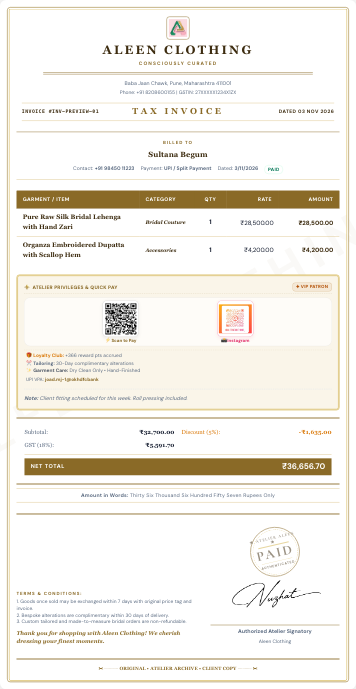 ALEEN CLOTHING
CONSCIOUSLY CURATED
Baba Jaan Chawk, Pune, Maharashtra 411001
INVOICE #INV-PREVIEW-01
TAX INVOICE
DATED 03 NOV 2026
BILLED TO
Sultana Begum
Contact: +91 98450 11223 Payment: UPI / Split Payment Dated: 3/11/2026 PAID
GARMENT / ITEM CATEGORY QTY RATE AMOUNT
Pure Raw Silk Bridal Lehenga
with Hand Zari
Bridal Couture 1 ₹28,500.00 ₹28,500.00
Organza Embroidered Dupatta
with Scallop Hem
Accessories 1 ₹4,200.00 ₹4,200.00
ATELIER PRIVILEGES & QUICK PAY
✦ VIP PATRON
Scan to Pay
Instagram
Loyalty Club: +366 reward pts accrued
Tailoring: 30-Day complimentary alterations
Garment Care: Dry Clean Only • Hand-Finished
UPI VPA:
Note: Client fitting scheduled for this week. Rail pressing included.
Subtotal: ₹32,700.00 Discount (5%): -₹1,635.00
GST (18%): ₹5,591.70
NET TOTAL ₹36,656.70
Amount in Words: Thirty Six Thousand Six Hundred Fifty Seven Rupees Only
PAID
AUTHENTICATED
Nuzhat
TERMS & CONDITIONS:
1. Goods once sold may be exchanged within 7 days with original price tag and
invoice.
2. Bespoke alterations are complimentary within 30 days of delivery.
3. Custom tailored and made-to-measure bridal orders are non-refundable.
Thank you for shopping with Aleen Clothing! We cherish
dressing your finest moments.
Authorized Atelier Signatory
Aleen Clothing
ORIGINAL • ATELIER ARCHIVE • CLIENT COPY